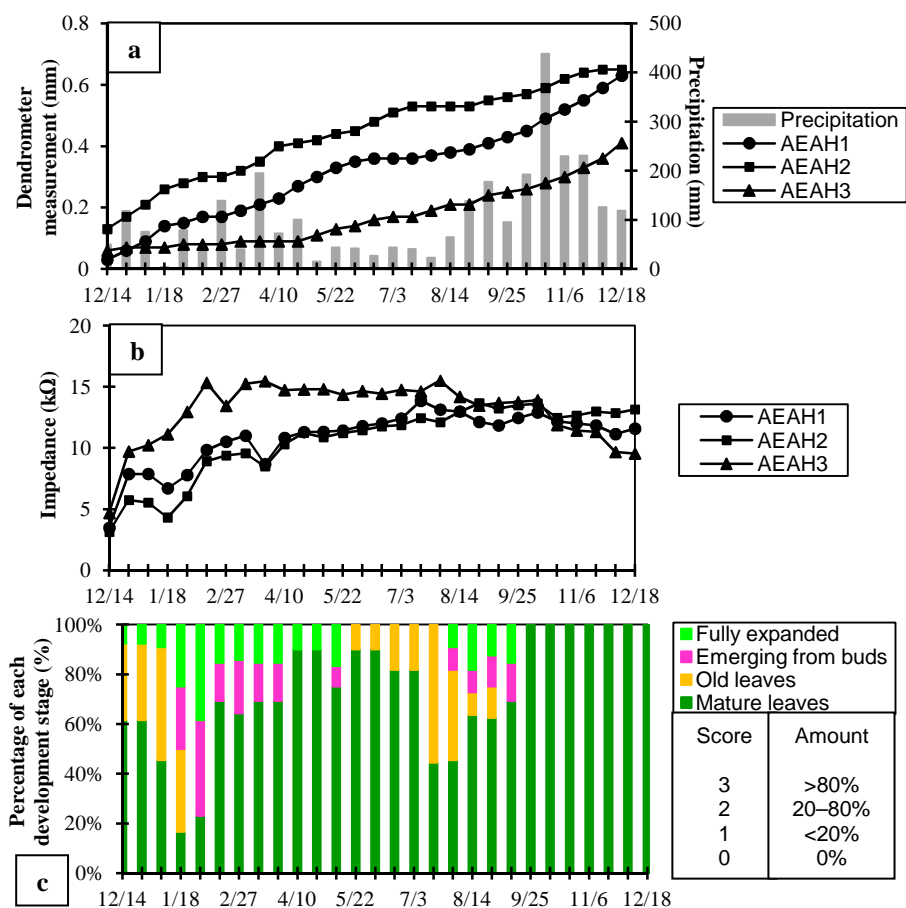 a
Dendrometer
measurement (mm)
0.8
0.6
0.4
0.2
0
500
400
300
200
100
0
Precipitation (mm)
12/14 1/18 2/27 4/10 5/22 7/3 8/14 9/25 11/6 12/18
Precipitation
AEAH1
AEAH2
AEAH3
b
Impedance (kΩ)
20
15
10
5
0
12/14 1/18 2/27 4/10 5/22 7/3 8/14 9/25 11/6 12/18
AEAH1
AEAH2
AEAH3
c
Percentage of each
development stage (%)
100%
80%
60%
40%
20%
0%
12/14 1/18 2/27 4/10 5/22 7/3 8/14 9/25 11/6 12/18
Fully expanded
Emerging from buds
Old leaves
Mature leaves
Score Amount
3 >80%
2 20–80%
1 <20%
0 0%